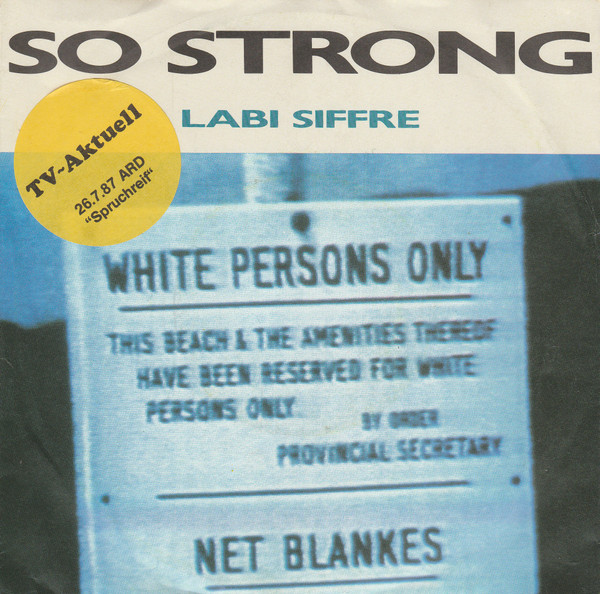 SO STRONG
LABI SIFFRE
TV-Aktuell
26.7.87 ARD
"Spruchreif"
WHITE PERSONS ONLY
THIS BEACH & THE AMENITIES THEREOF
HAVE BEEN RESERVED FOR WHITE
PERSONS ONLY.
BY ORDER
PROVINCIAL SECRETARY
NET BLANKES